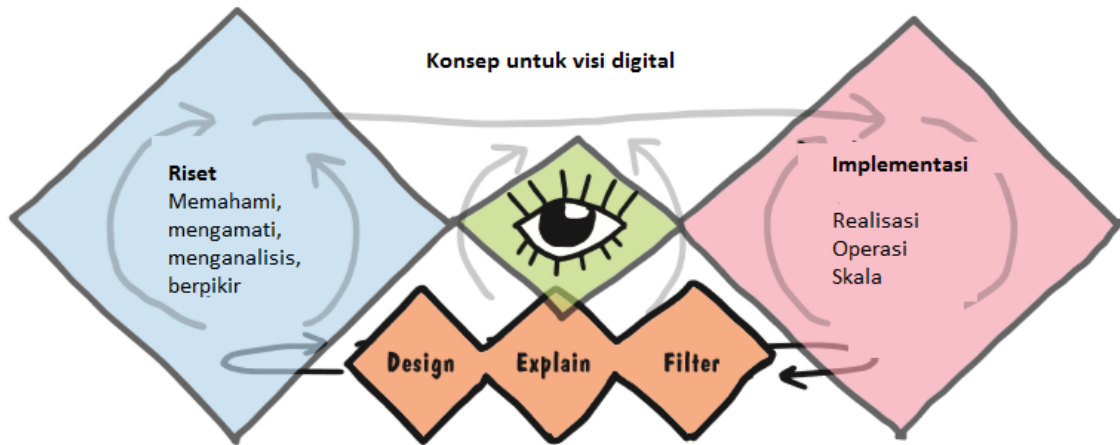 Konsep untuk visi digital
Riset
Memahami,
mengamati,
menganalisis,
berpikir
Implementasi
Realisasi
Operasi
Skala
Design
Explain
Filter